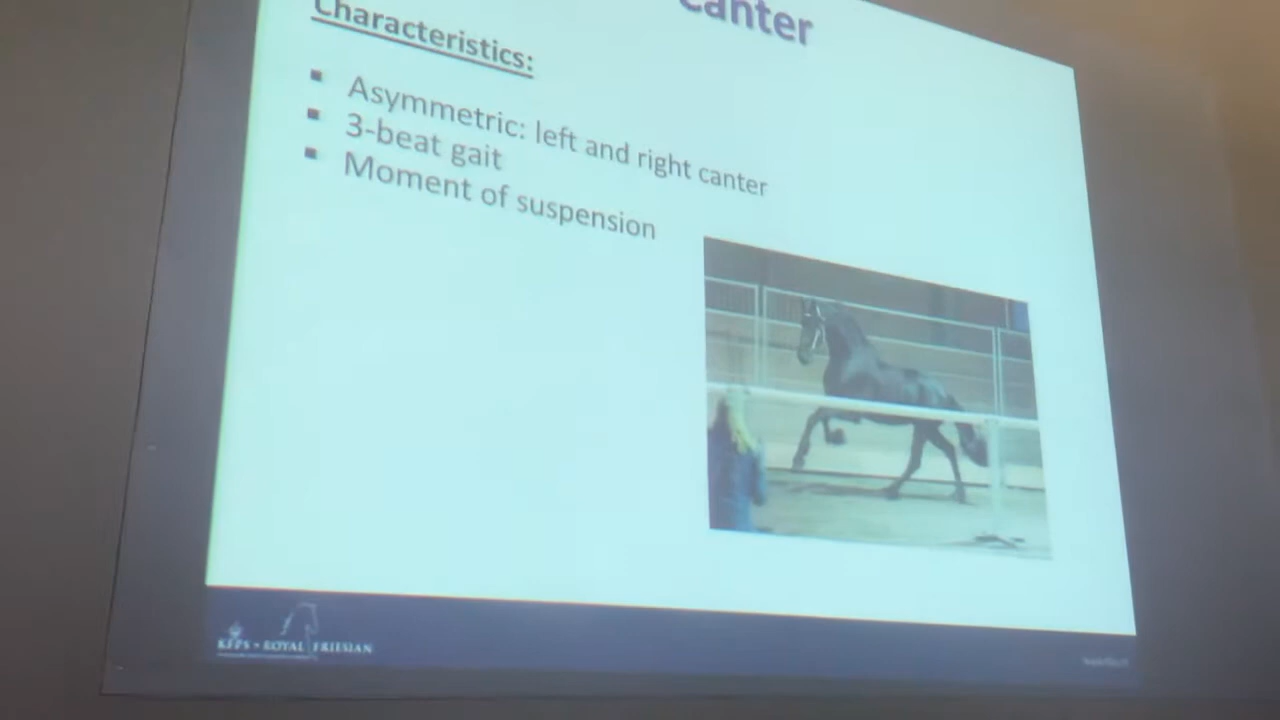 Canter
Characteristics:
Asymmetric: left and right canter
3-beat gait
Moment of suspension
KFPS • ROYAL FRIESIAN